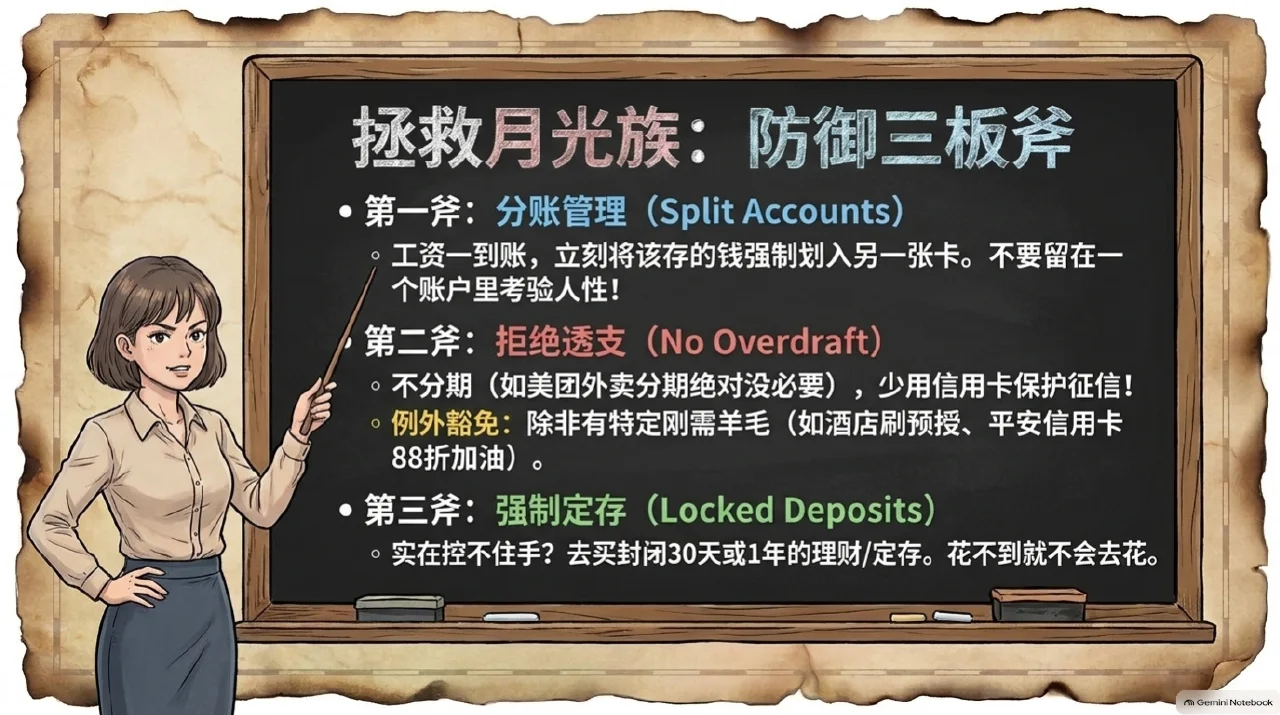 拯救月光族：防御三板斧
• 第一斧：分账管理（Split Accounts）
◦ 工资一到账，立刻将该存的钱强制划入另一张卡。不要留在一
个账户里考验人性！
• 第二斧：拒绝透支（No Overdraft）
◦ 不分期（如美团外卖分期绝对没必要），少用信用卡保护征信！
◦ 例外豁免：除非有特定刚需羊毛（如酒店刷预授、平安信用卡
88折加油）。
• 第三斧：强制定存（Locked Deposits）
◦ 实在控不住手？去买封闭30天或1年的理财/定存。花不到就不会去花。
Gemini Notebook